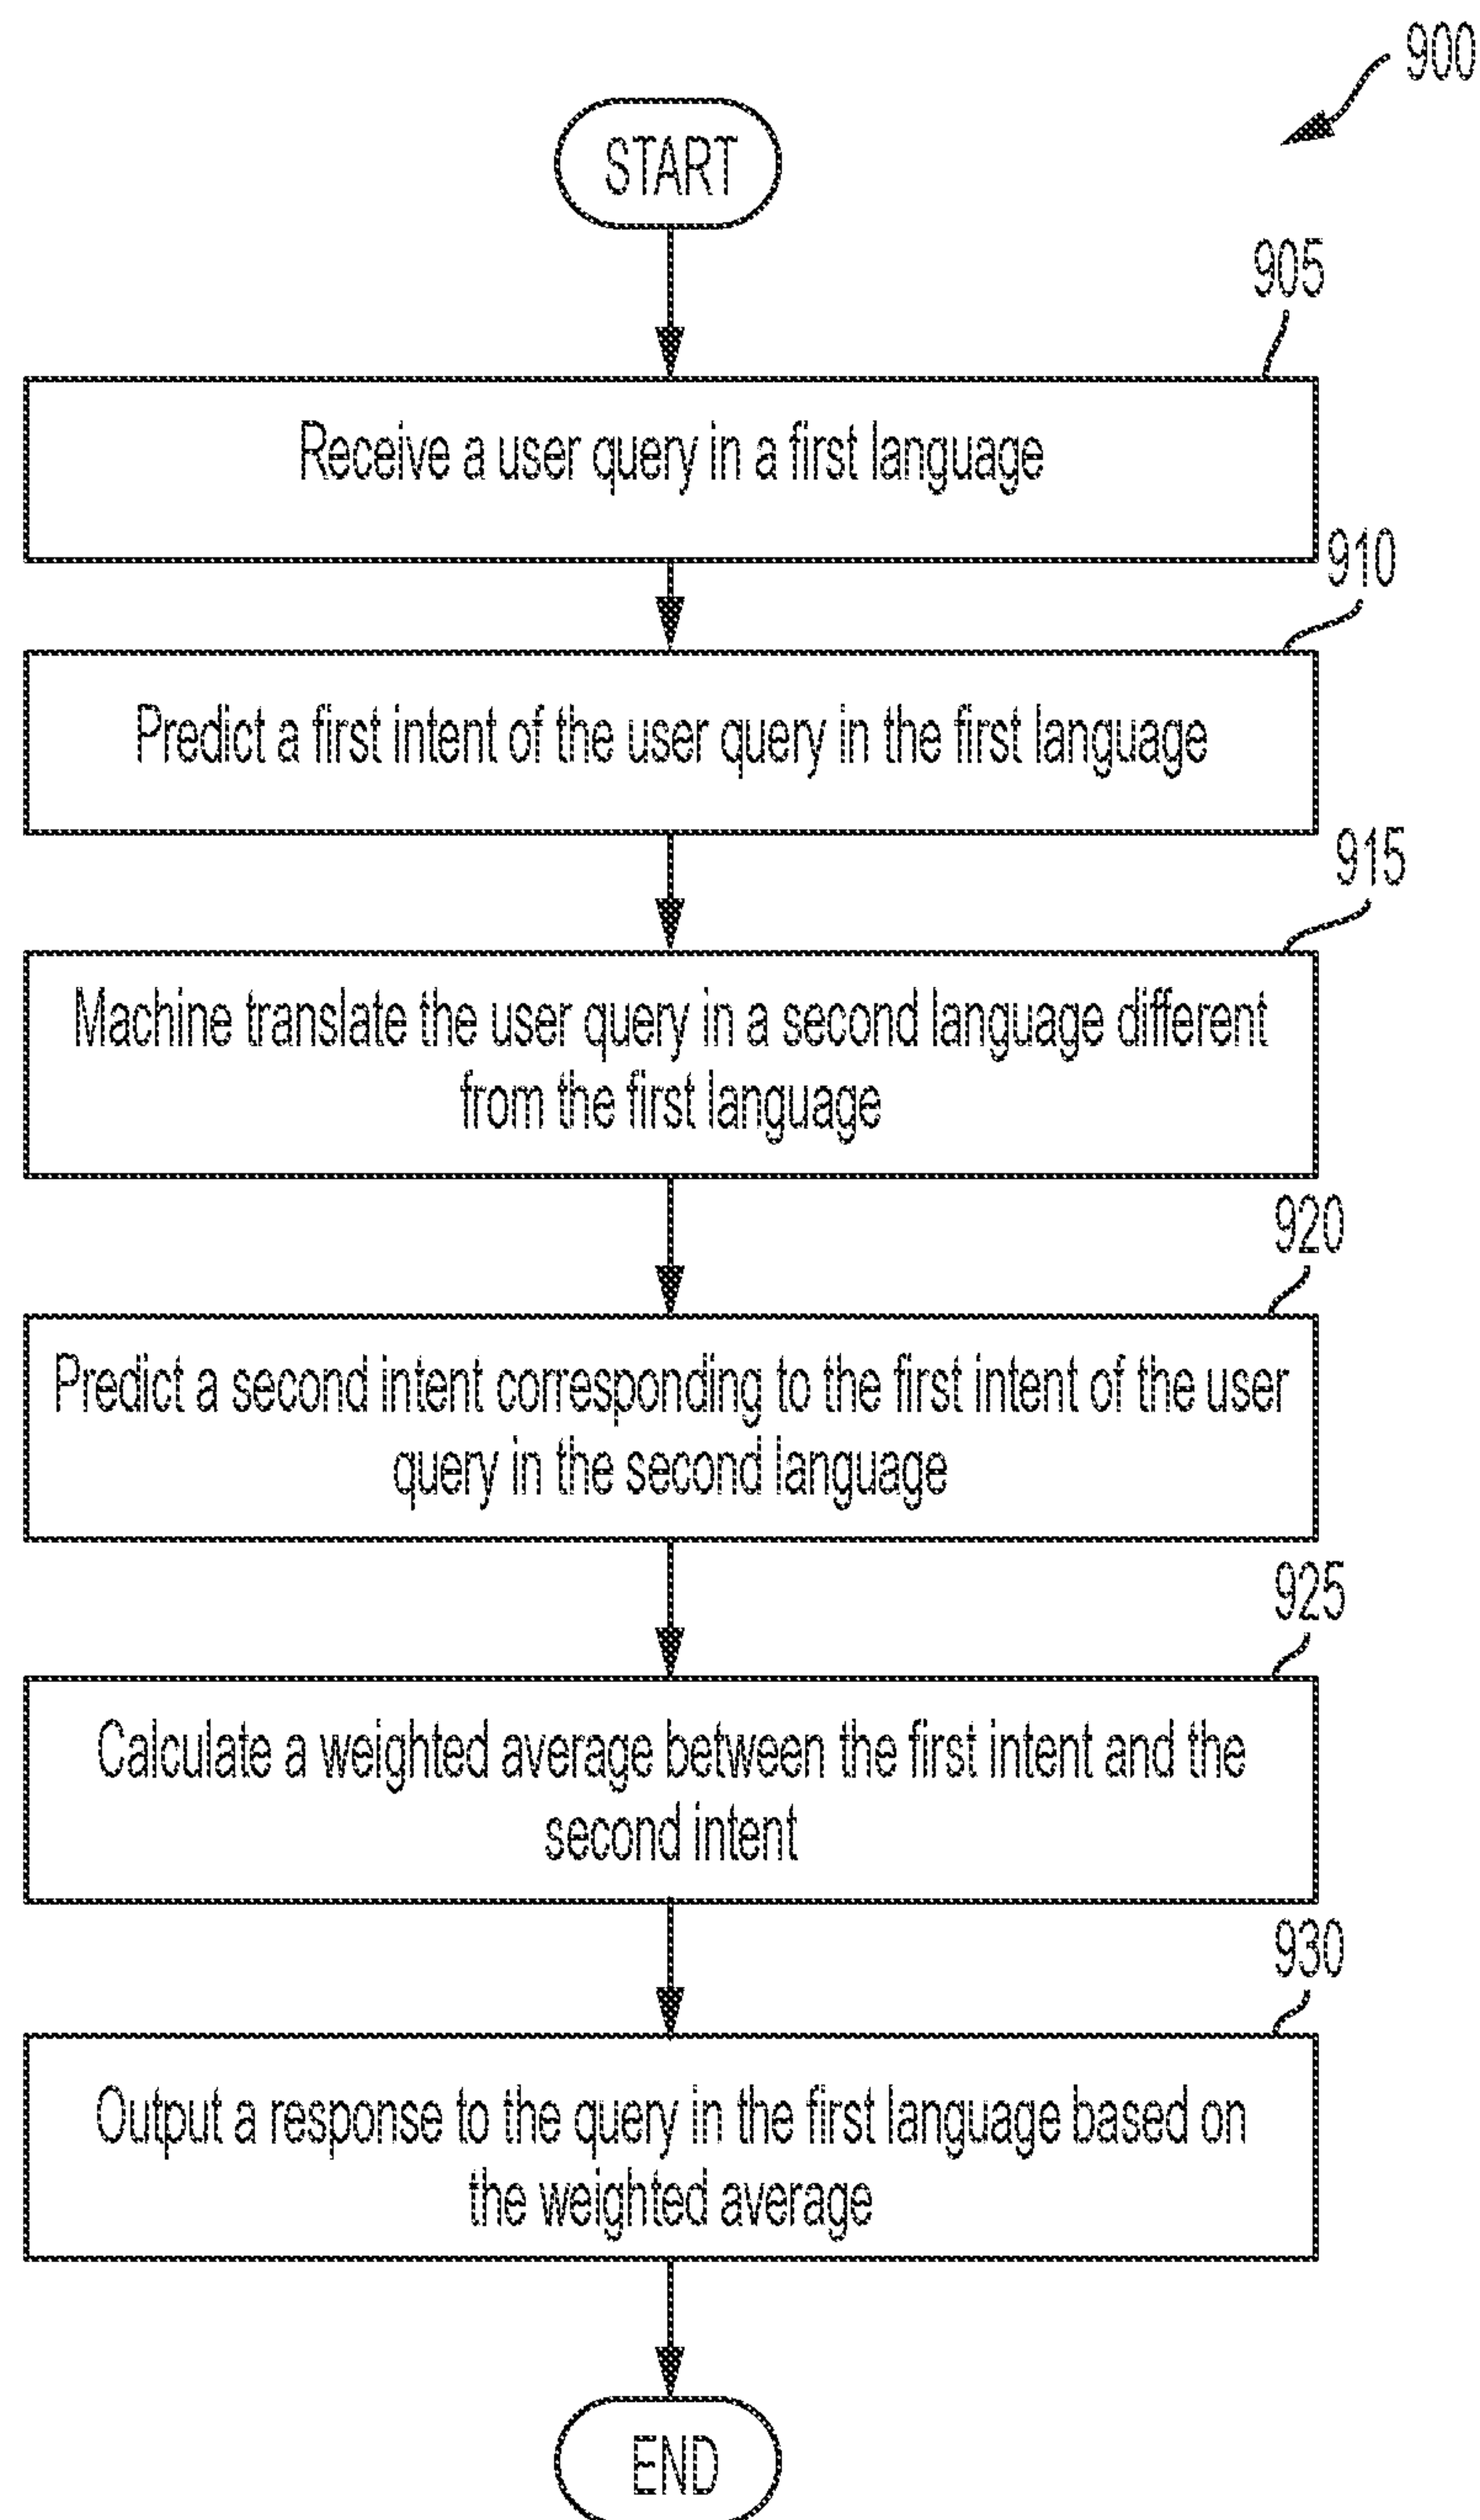 900
START
905
Receive a user query in a first language
910
Predict a first intent of the user query in the first language
915
Machine translate the user query in a second language different
from the first language
920
Predict a second intent corresponding to the first intent of the user
query in the second language
925
Calculate a weighted average between the first intent and the
second intent
930
Output a response to the query in the first language based on
the weighted average
END